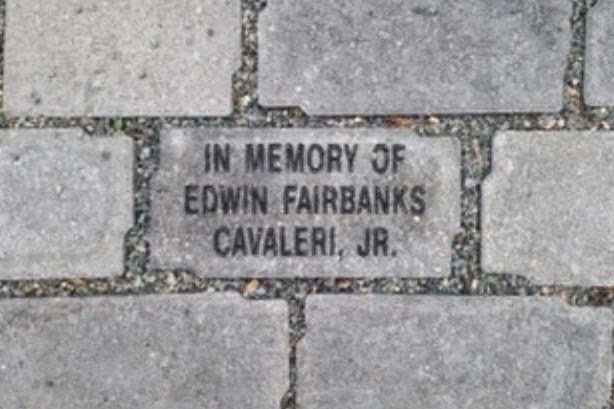 IN MEMORY OF
EDWIN FAIRBANKS
CAVALERI, JR.